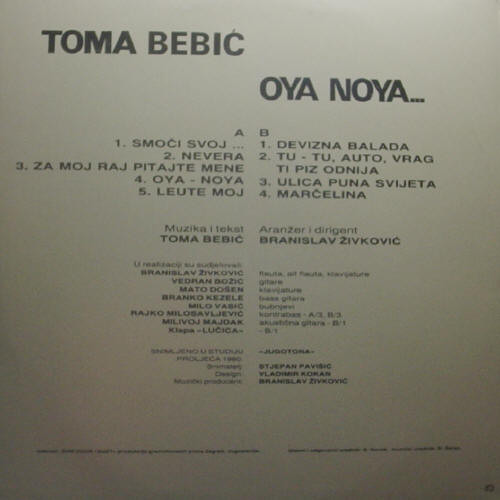 TOMA BEBIĆ
OYA NOYA...
A
1. SMOČI SVOJ ...
2. NEVERA
3. ZA MOJ RAJ PITAJTE MENE
4. OYA - NOYA
5. LEUTE MOJ
B
1. DEVIZNA BALADA
2. TU - TU, AUTO, VRAG
TI PIZ ODNIJA
3. ULICA PUNA SVIJETA
4. MARČELINA
Muzika i tekst
TOMA BEBIĆ
Aranžer i dirigent
BRANISLAV ŽIVKOVIĆ
U realizaciji su sudjelovali:
BRANISLAV ŽIVKOVIĆ flauta, alt flauta, klavijature
VEDRAN BOŽIĆ gitare
MATO DOŠEN klavijature
BRANKO KEZELE bass gitara
MILO VASIĆ bubnjevi
RAJKO MILOSAVLJEVIĆ kontrabas - A/3, B/3
MILIVOJ MAJDAK akustična gitara - B/1
Klapa »LUČICA« - B/1
SNIMLJENO U STUDIJU »JUGOTONA«
PROLJEĆA 1980.
Snimatelj: STJEPAN PAVIŠIĆ
Design: VLADIMIR KOKAN
Muzički producent: BRANISLAV ŽIVKOVIĆ